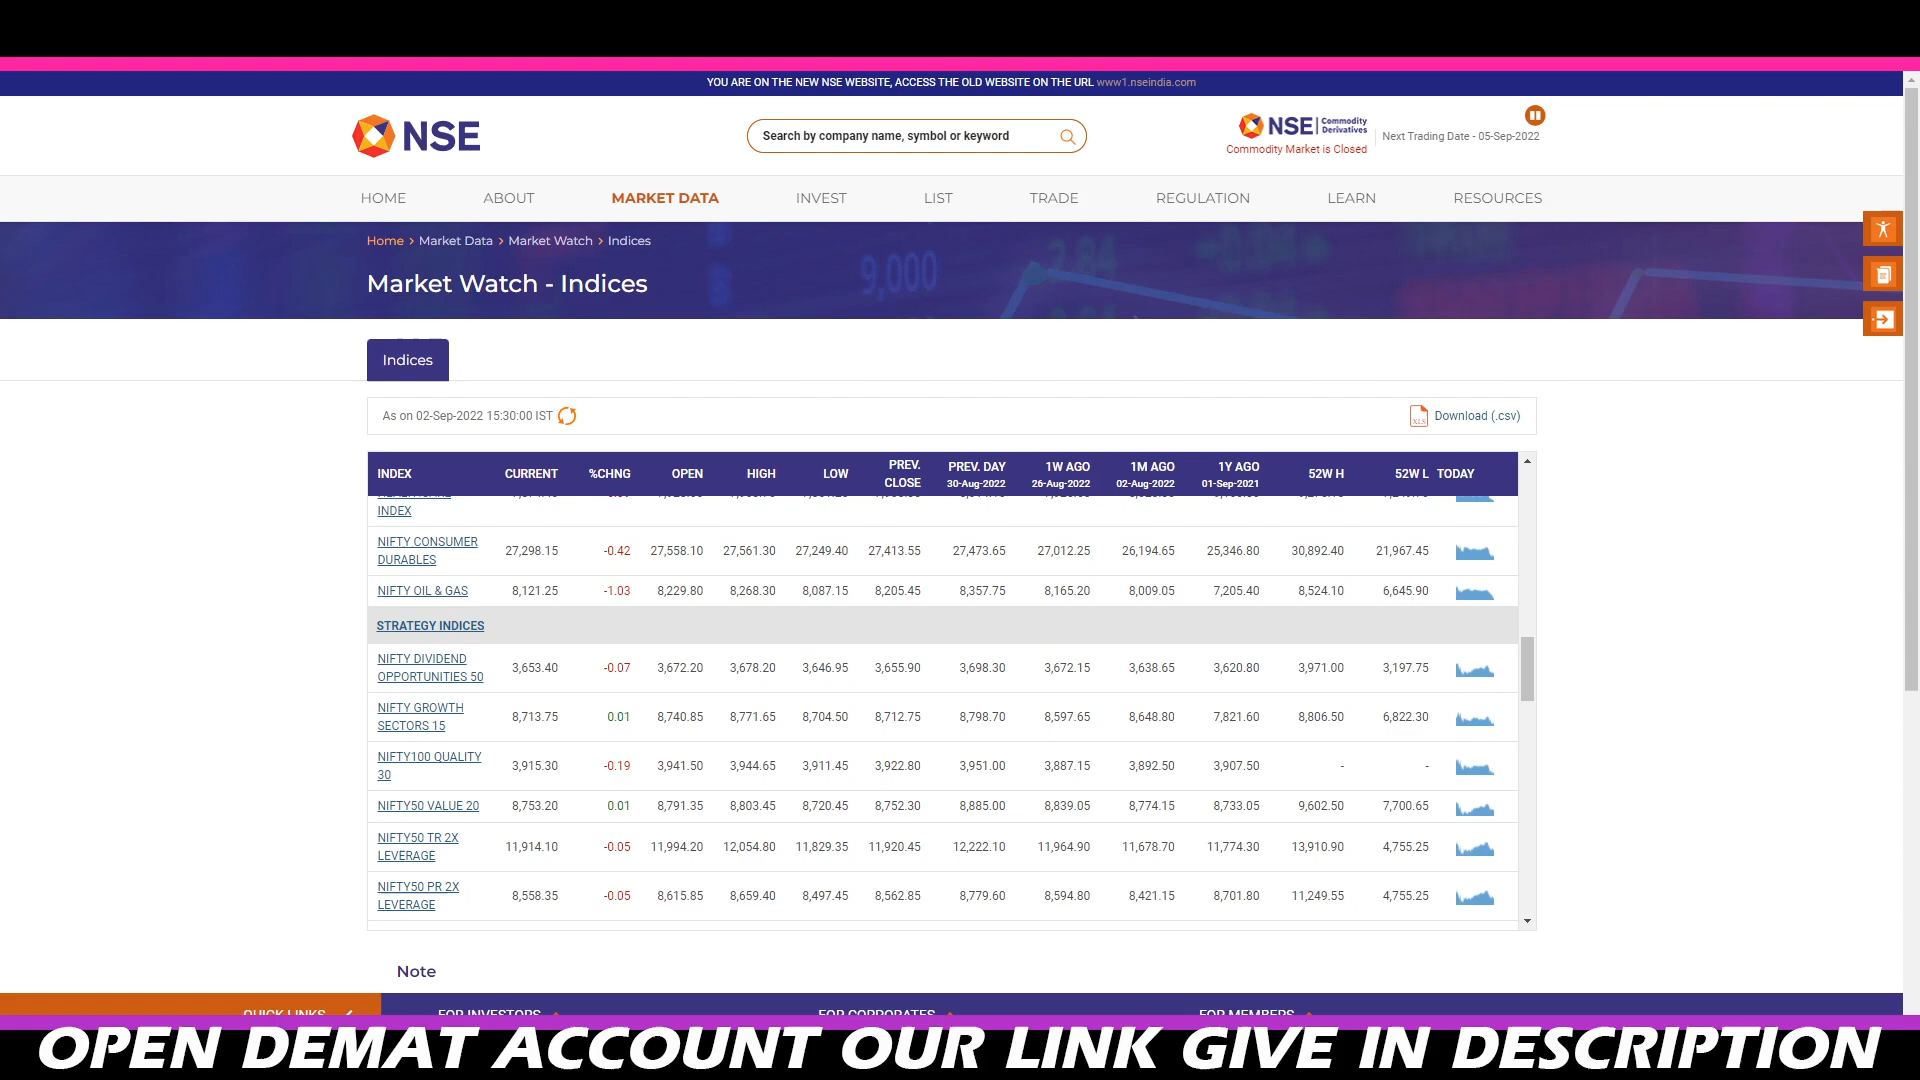 YOU ARE ON THE NEW NSE WEBSITE, ACCESS THE OLD WEBSITE ON THE URL www1.nseindia.com
NSE
Search by company name, symbol or keyword
NSE Commodity Derivatives
Commodity Market is Closed
Next Trading Date - 05-Sep-2022
HOME ABOUT MARKET DATA INVEST LIST TRADE REGULATION LEARN RESOURCES
Home > Market Data > Market Watch > Indices
9,000
2.84
Market Watch - Indices
Indices
As on 02-Sep-2022 15:30:00 IST
XLS Download (.csv)
INDEX CURRENT %CHNG OPEN HIGH LOW PREV. CLOSE PREV. DAY 30-Aug-2022 1W AGO 26-Aug-2022 1M AGO 02-Aug-2022 1Y AGO 01-Sep-2021 52W H 52W L TODAY
INDEX
NIFTY CONSUMER DURABLES 27,298.15 -0.42 27,558.10 27,561.30 27,249.40 27,413.55 27,473.65 27,012.25 26,194.65 25,346.80 30,892.40 21,967.45
NIFTY OIL & GAS 8,121.25 -1.03 8,229.80 8,268.30 8,087.15 8,205.45 8,357.75 8,165.20 8,009.05 7,205.40 8,524.10 6,645.90
STRATEGY INDICES
NIFTY DIVIDEND OPPORTUNITIES 50 3,653.40 -0.07 3,672.20 3,678.20 3,646.95 3,655.90 3,698.30 3,672.15 3,638.65 3,620.80 3,971.00 3,197.75
NIFTY GROWTH SECTORS 15 8,713.75 0.01 8,740.85 8,771.65 8,704.50 8,712.75 8,798.70 8,597.65 8,648.80 7,821.60 8,806.50 6,822.30
NIFTY100 QUALITY 30 3,915.30 -0.19 3,941.50 3,944.65 3,911.45 3,922.80 3,951.00 3,887.15 3,892.50 3,907.50 - -
NIFTY50 VALUE 20 8,753.20 0.01 8,791.35 8,803.45 8,720.45 8,752.30 8,885.00 8,839.05 8,774.15 8,733.05 9,602.50 7,700.65
NIFTY50 TR 2X LEVERAGE 11,914.10 -0.05 11,994.20 12,054.80 11,829.35 11,920.45 12,222.10 11,964.90 11,678.70 11,774.30 13,910.90 4,755.25
NIFTY50 PR 2X LEVERAGE 8,558.35 -0.05 8,615.85 8,659.40 8,497.45 8,562.85 8,779.60 8,594.80 8,421.15 8,701.80 11,249.55 4,755.25
Note
QUICK LINKS FOR INVESTORS FOR CORPORATES FOR MEMBERS
OPEN DEMAT ACCOUNT OUR LINK GIVE IN DESCRIPTION